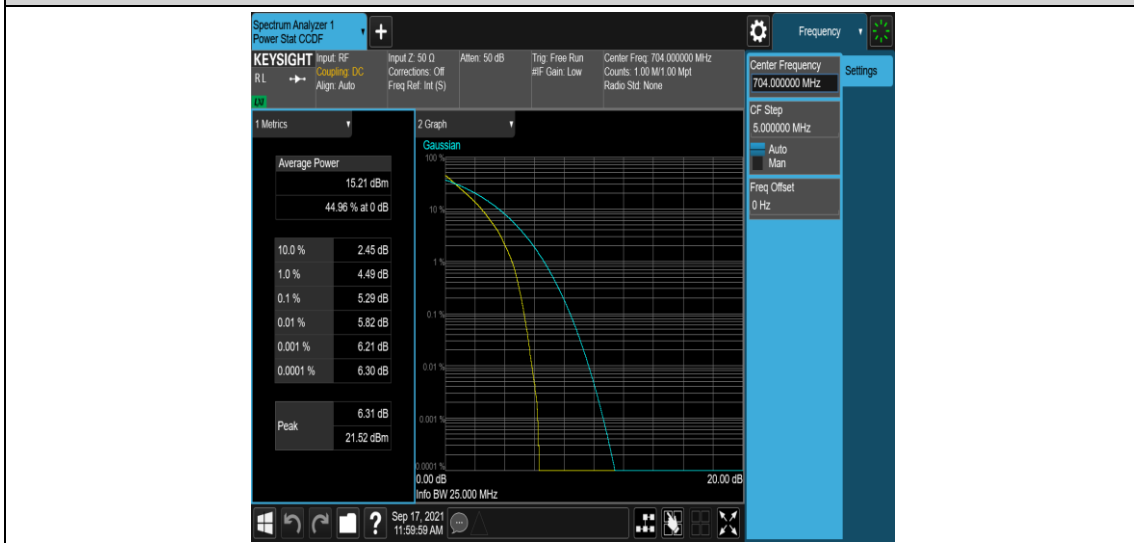 Spectrum Analyzer 1
Power Stat CCDF
Frequency
KEYSIGHT
RL
Input: RF
Coupling: DC
Align: Auto
Input Z: 50 Ω
Corrections: Off
Freq Ref: Int (S)
Atten: 50 dB
Trig: Free Run
#IF Gain: Low
Center Freq: 704.000000 MHz
Counts: 1.00 M/1.00 Mpt
Radio Std: None
Center Frequency
704.000000 MHz
Settings
CF Step
5.000000 MHz
Auto
Man
Freq Offset
0 Hz
1 Metrics
Average Power
15.21 dBm
44.96 % at 0 dB
10.0 % 2.45 dB
1.0 % 4.49 dB
0.1 % 5.29 dB
0.01 % 5.82 dB
0.001 % 6.21 dB
0.0001 % 6.30 dB
Peak
6.31 dB
21.52 dBm
2 Graph
Gaussian
100 %
10 %
1 %
0.1 %
0.01 %
0.001 %
0.0001 %
0.00 dB 20.00 dB
Info BW 25.000 MHz
?
Sep 17, 2021
11:59:59 AM